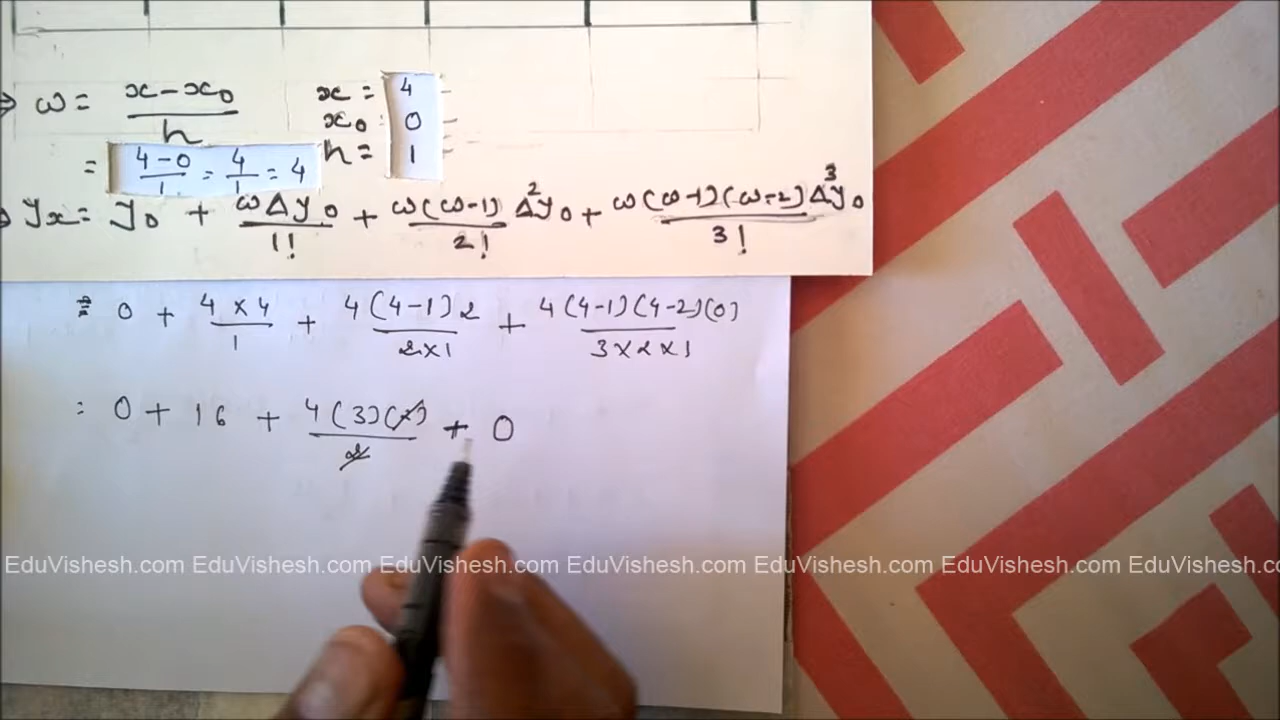 ⇒ ω = (x - x₀)/h x = 4
x₀ : 0
= (4-0)/1 = 4/1 = 4 h = 1
⇒ yₓ = y₀ + ωΔy₀/1! + ω(ω-1)/2! Δ²y₀ + ω(ω-1)(ω-2)Δ³y₀/3!
= 0 + (4×4)/1 + 4(4-1)2/(2×1) + 4(4-1)(4-2)(0)/(3×2×1)
= 0 + 16 + 4(3)(2)/2 + 0
EduVishesh.com EduVishesh.com EduVishesh.com EduVishesh.com EduVishesh.com EduVishesh.com EduVishesh.co